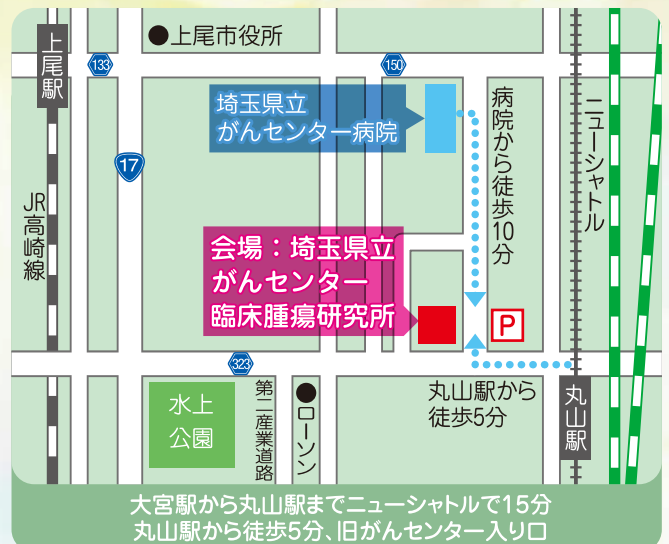 ●上尾市役所
上尾駅
133
150
埼玉県立
がんセンター病院
病院から徒歩10分
ニューシャトル
17
JR高崎線
会場：埼玉県立
がんセンター
臨床腫瘍研究所
P
323
水上
公園
第二産業道路
●ローソン
丸山駅から
徒歩5分
丸山駅
大宮駅から丸山駅までニューシャトルで15分
丸山駅から徒歩5分、旧がんセンター入り口